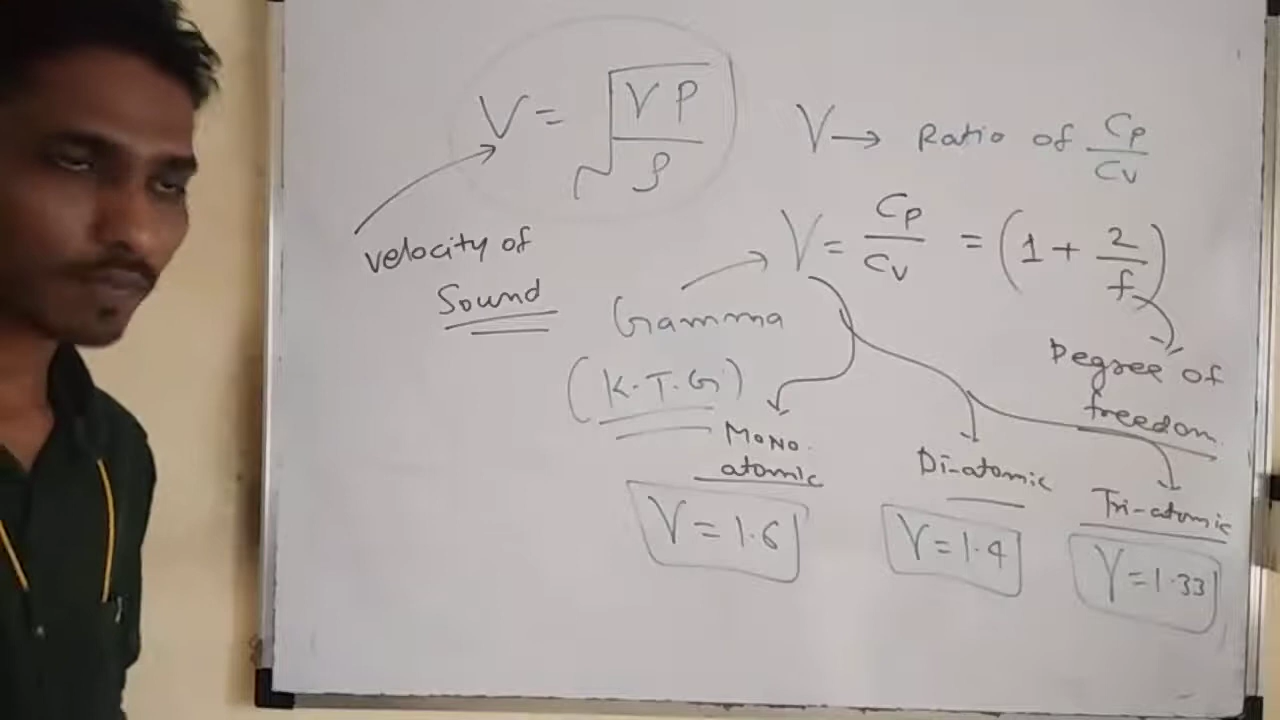 V = √(γP/ρ)
γ → Ratio of Cp/Cv
velocity of
Sound
γ = Cp/Cv = (1 + 2/f)
Gamma
(K.T.G)
Degree of
freedom
Mono.
atomic
γ = 1.6
Di-atomic
γ = 1.4
Tri-atomic
γ = 1.33